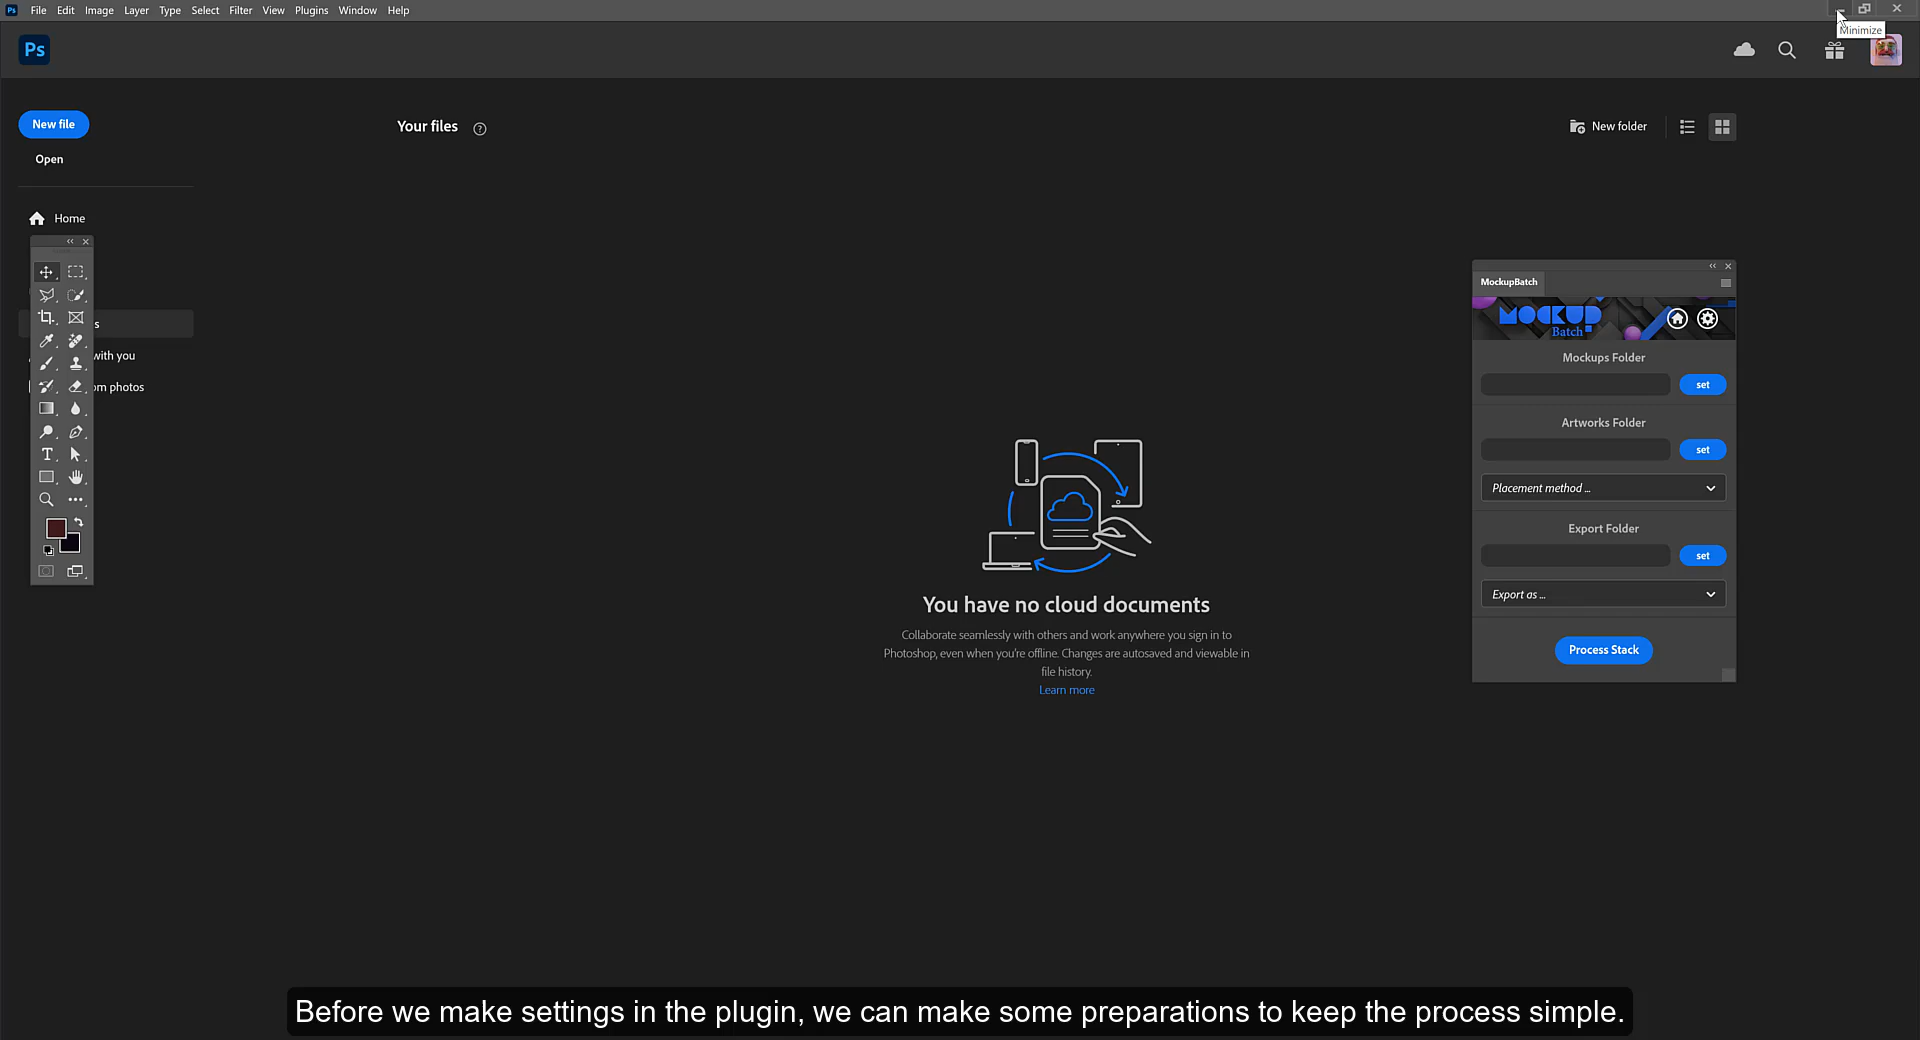 Ps
File Edit Image Layer Type Select Filter View Plugins Window Help
Minimize
Ps
New file
Open
Home
s
with you
om photos
Your files
?
New folder
MockupBatch
MOCKUP
Batch
Mockups Folder
set
Artworks Folder
set
Placement method ...
Export Folder
set
Export as ...
Process Stack
You have no cloud documents
Collaborate seamlessly with others and work anywhere you sign in to
Photoshop, even when you're offline. Changes are autosaved and viewable in
file history.
Learn more
Before we make settings in the plugin, we can make some preparations to keep the process simple.